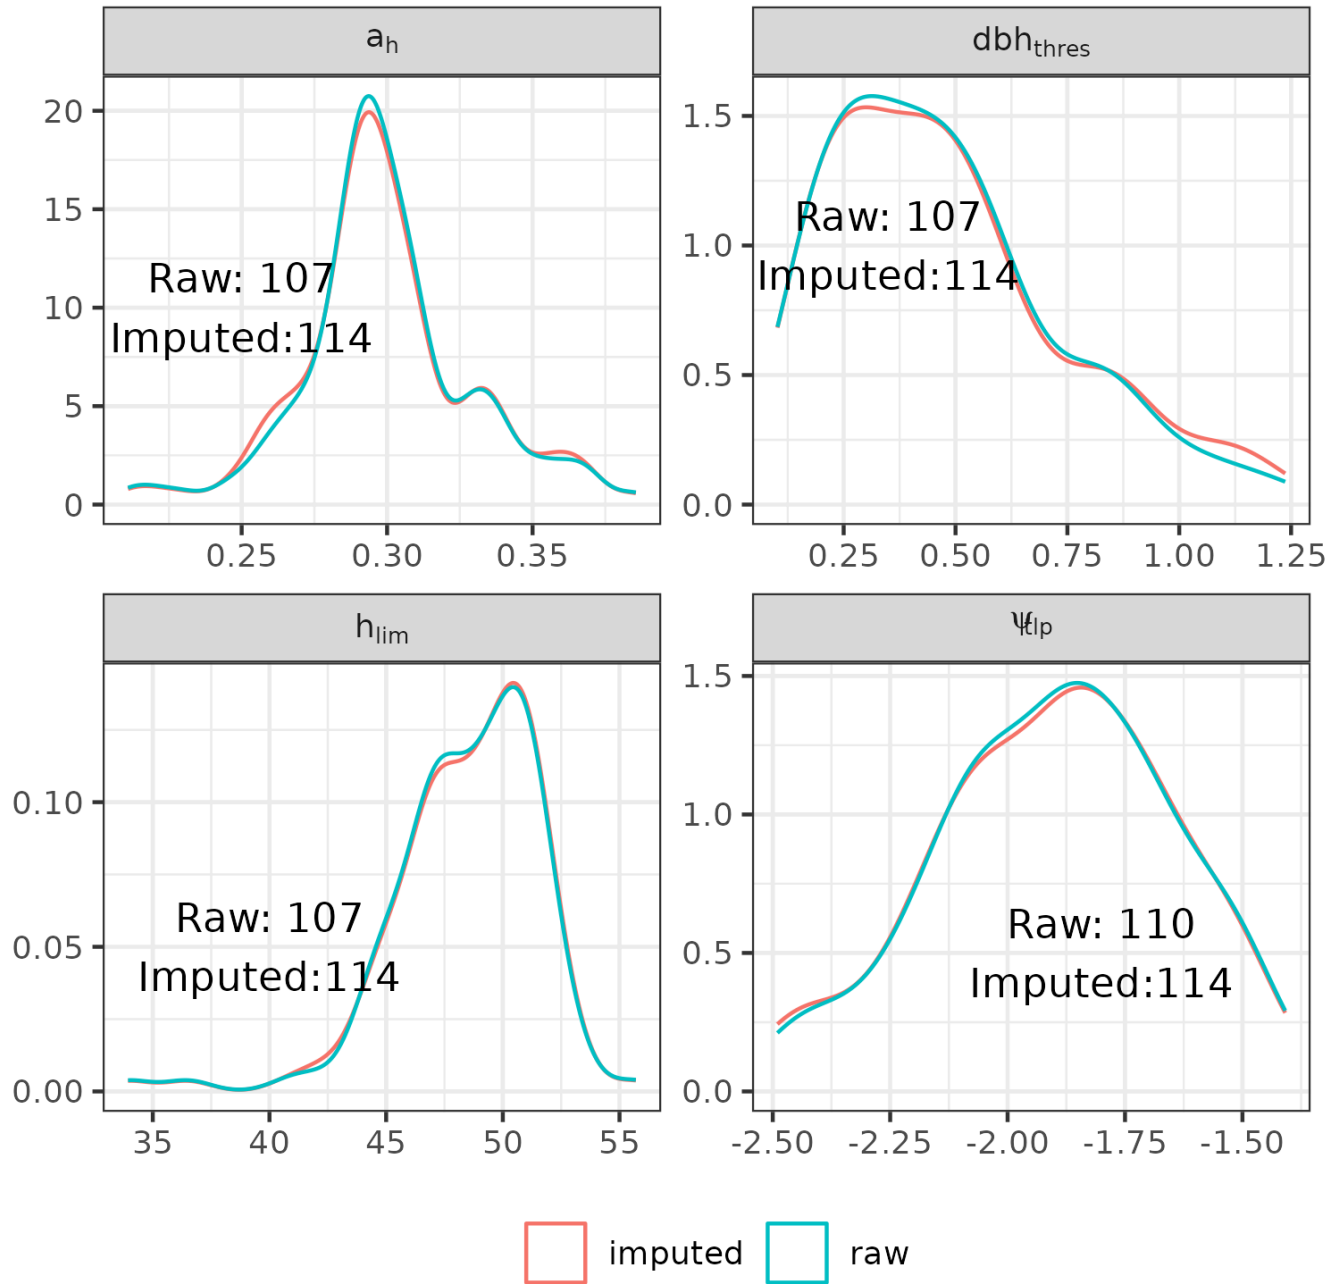 a_h
20
15
10
5
0
Raw: 107
Imputed:114
0.25 0.30 0.35
dbh_thres
1.5
1.0
0.5
0.0
Raw: 107
Imputed:114
0.25 0.50 0.75 1.00 1.25
h_lim
0.10
0.05
0.00
Raw: 107
Imputed:114
35 40 45 50 55
ψ_tlp
1.5
1.0
0.5
0.0
Raw: 110
Imputed:114
-2.50 -2.25 -2.00 -1.75 -1.50
imputed raw